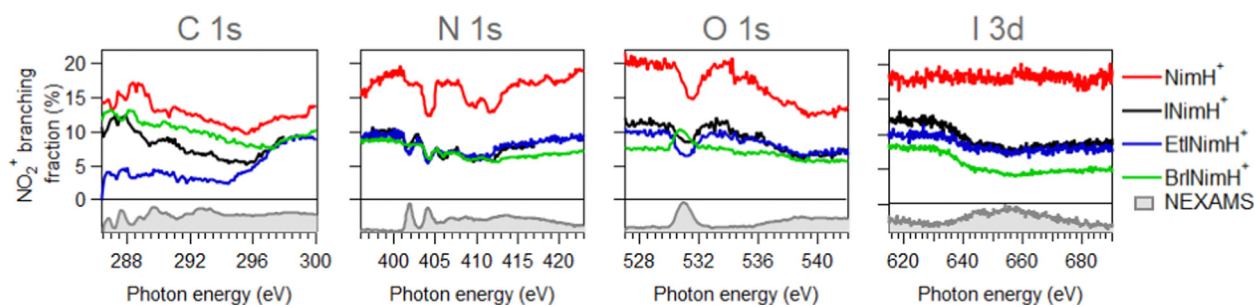 C 1s
N 1s
O 1s
I 3d
NO2+ branching
fraction (%)
20
15
10
5
0
288 292 296 300
400 405 410 415 420
528 532 536 540
620 640 660 680
Photon energy (eV)
Photon energy (eV)
Photon energy (eV)
Photon energy (eV)
NimH+
INimH+
EtINimH+
BrINimH+
NEXAMS